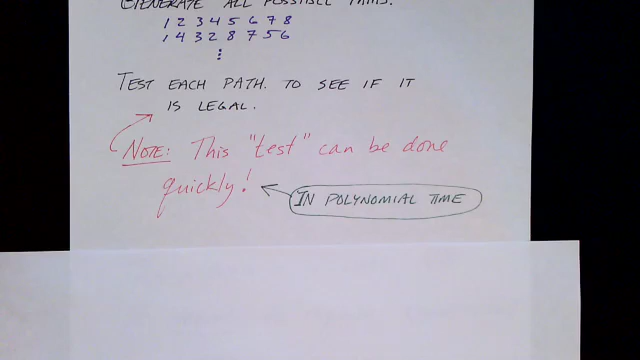 GENERATE ALL POSSIBLE PATHS.
1 2 3 4 5 6 7 8
1 4 3 2 8 7 5 6
⋮
TEST EACH PATH. TO SEE IF IT
IS LEGAL.
NOTE: This "test" can be done
quickly!
IN POLYNOMIAL TIME